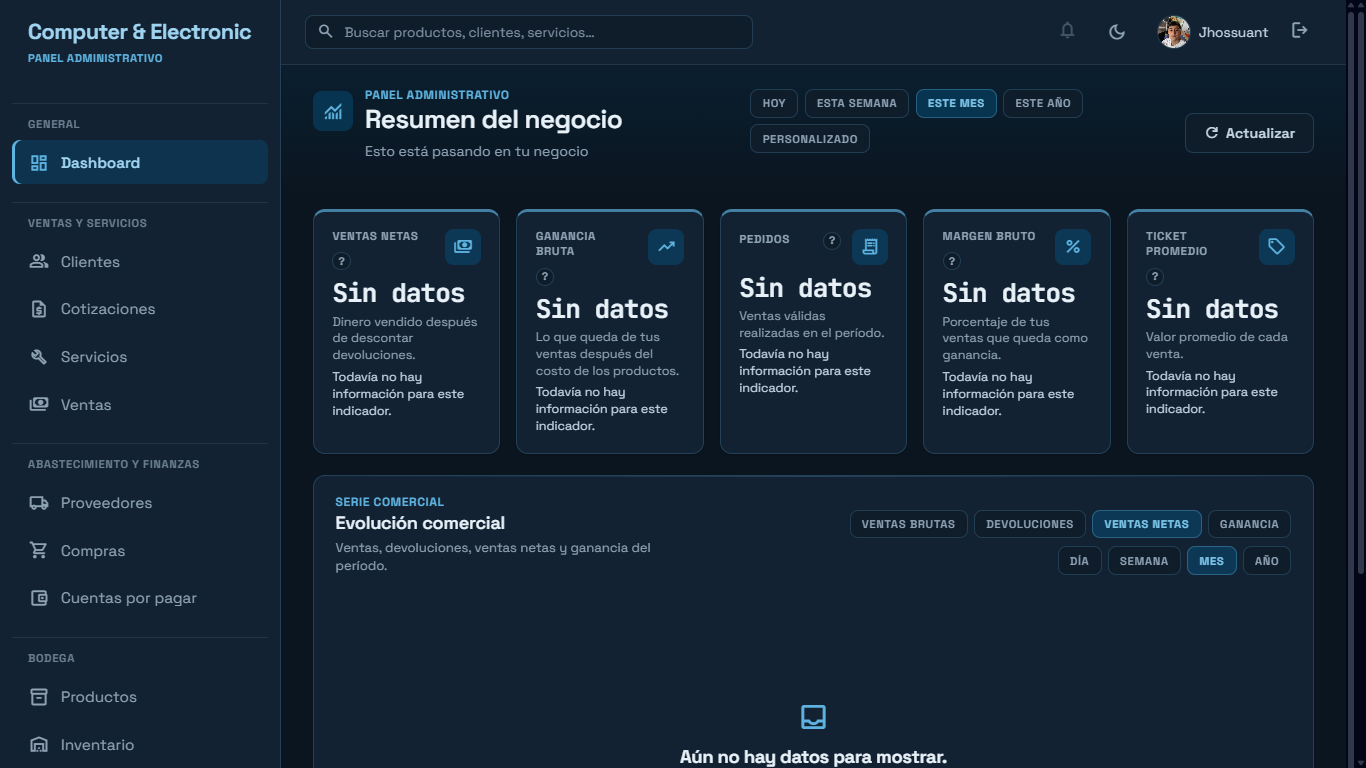 Computer & Electronic
PANEL ADMINISTRATIVO
GENERAL
Dashboard
VENTAS Y SERVICIOS
Clientes
Cotizaciones
Servicios
Ventas
ABASTECIMIENTO Y FINANZAS
Proveedores
Compras
Cuentas por pagar
BODEGA
Productos
Inventario
Buscar productos, clientes, servicios...
Jhossuant
PANEL ADMINISTRATIVO
Resumen del negocio
Esto está pasando en tu negocio
HOY
ESTA SEMANA
ESTE MES
ESTE AÑO
PERSONALIZADO
Actualizar
VENTAS NETAS
?
Sin datos
Dinero vendido después
de descontar
devoluciones.
Todavía no hay
información para este
indicador.
GANANCIA
BRUTA
?
Sin datos
Lo que queda de tus
ventas después del
costo de los productos.
Todavía no hay
información para este
indicador.
PEDIDOS
?
Sin datos
Ventas válidas
realizadas en el período.
Todavía no hay
información para este
indicador.
MARGEN BRUTO
?
Sin datos
Porcentaje de tus
ventas que queda como
ganancia.
Todavía no hay
información para este
indicador.
TICKET
PROMEDIO
?
Sin datos
Valor promedio de cada
venta.
Todavía no hay
información para este
indicador.
SERIE COMERCIAL
Evolución comercial
Ventas, devoluciones, ventas netas y ganancia del
período.
VENTAS BRUTAS
DEVOLUCIONES
VENTAS NETAS
GANANCIA
DÍA
SEMANA
MES
AÑO
Aún no hay datos para mostrar.